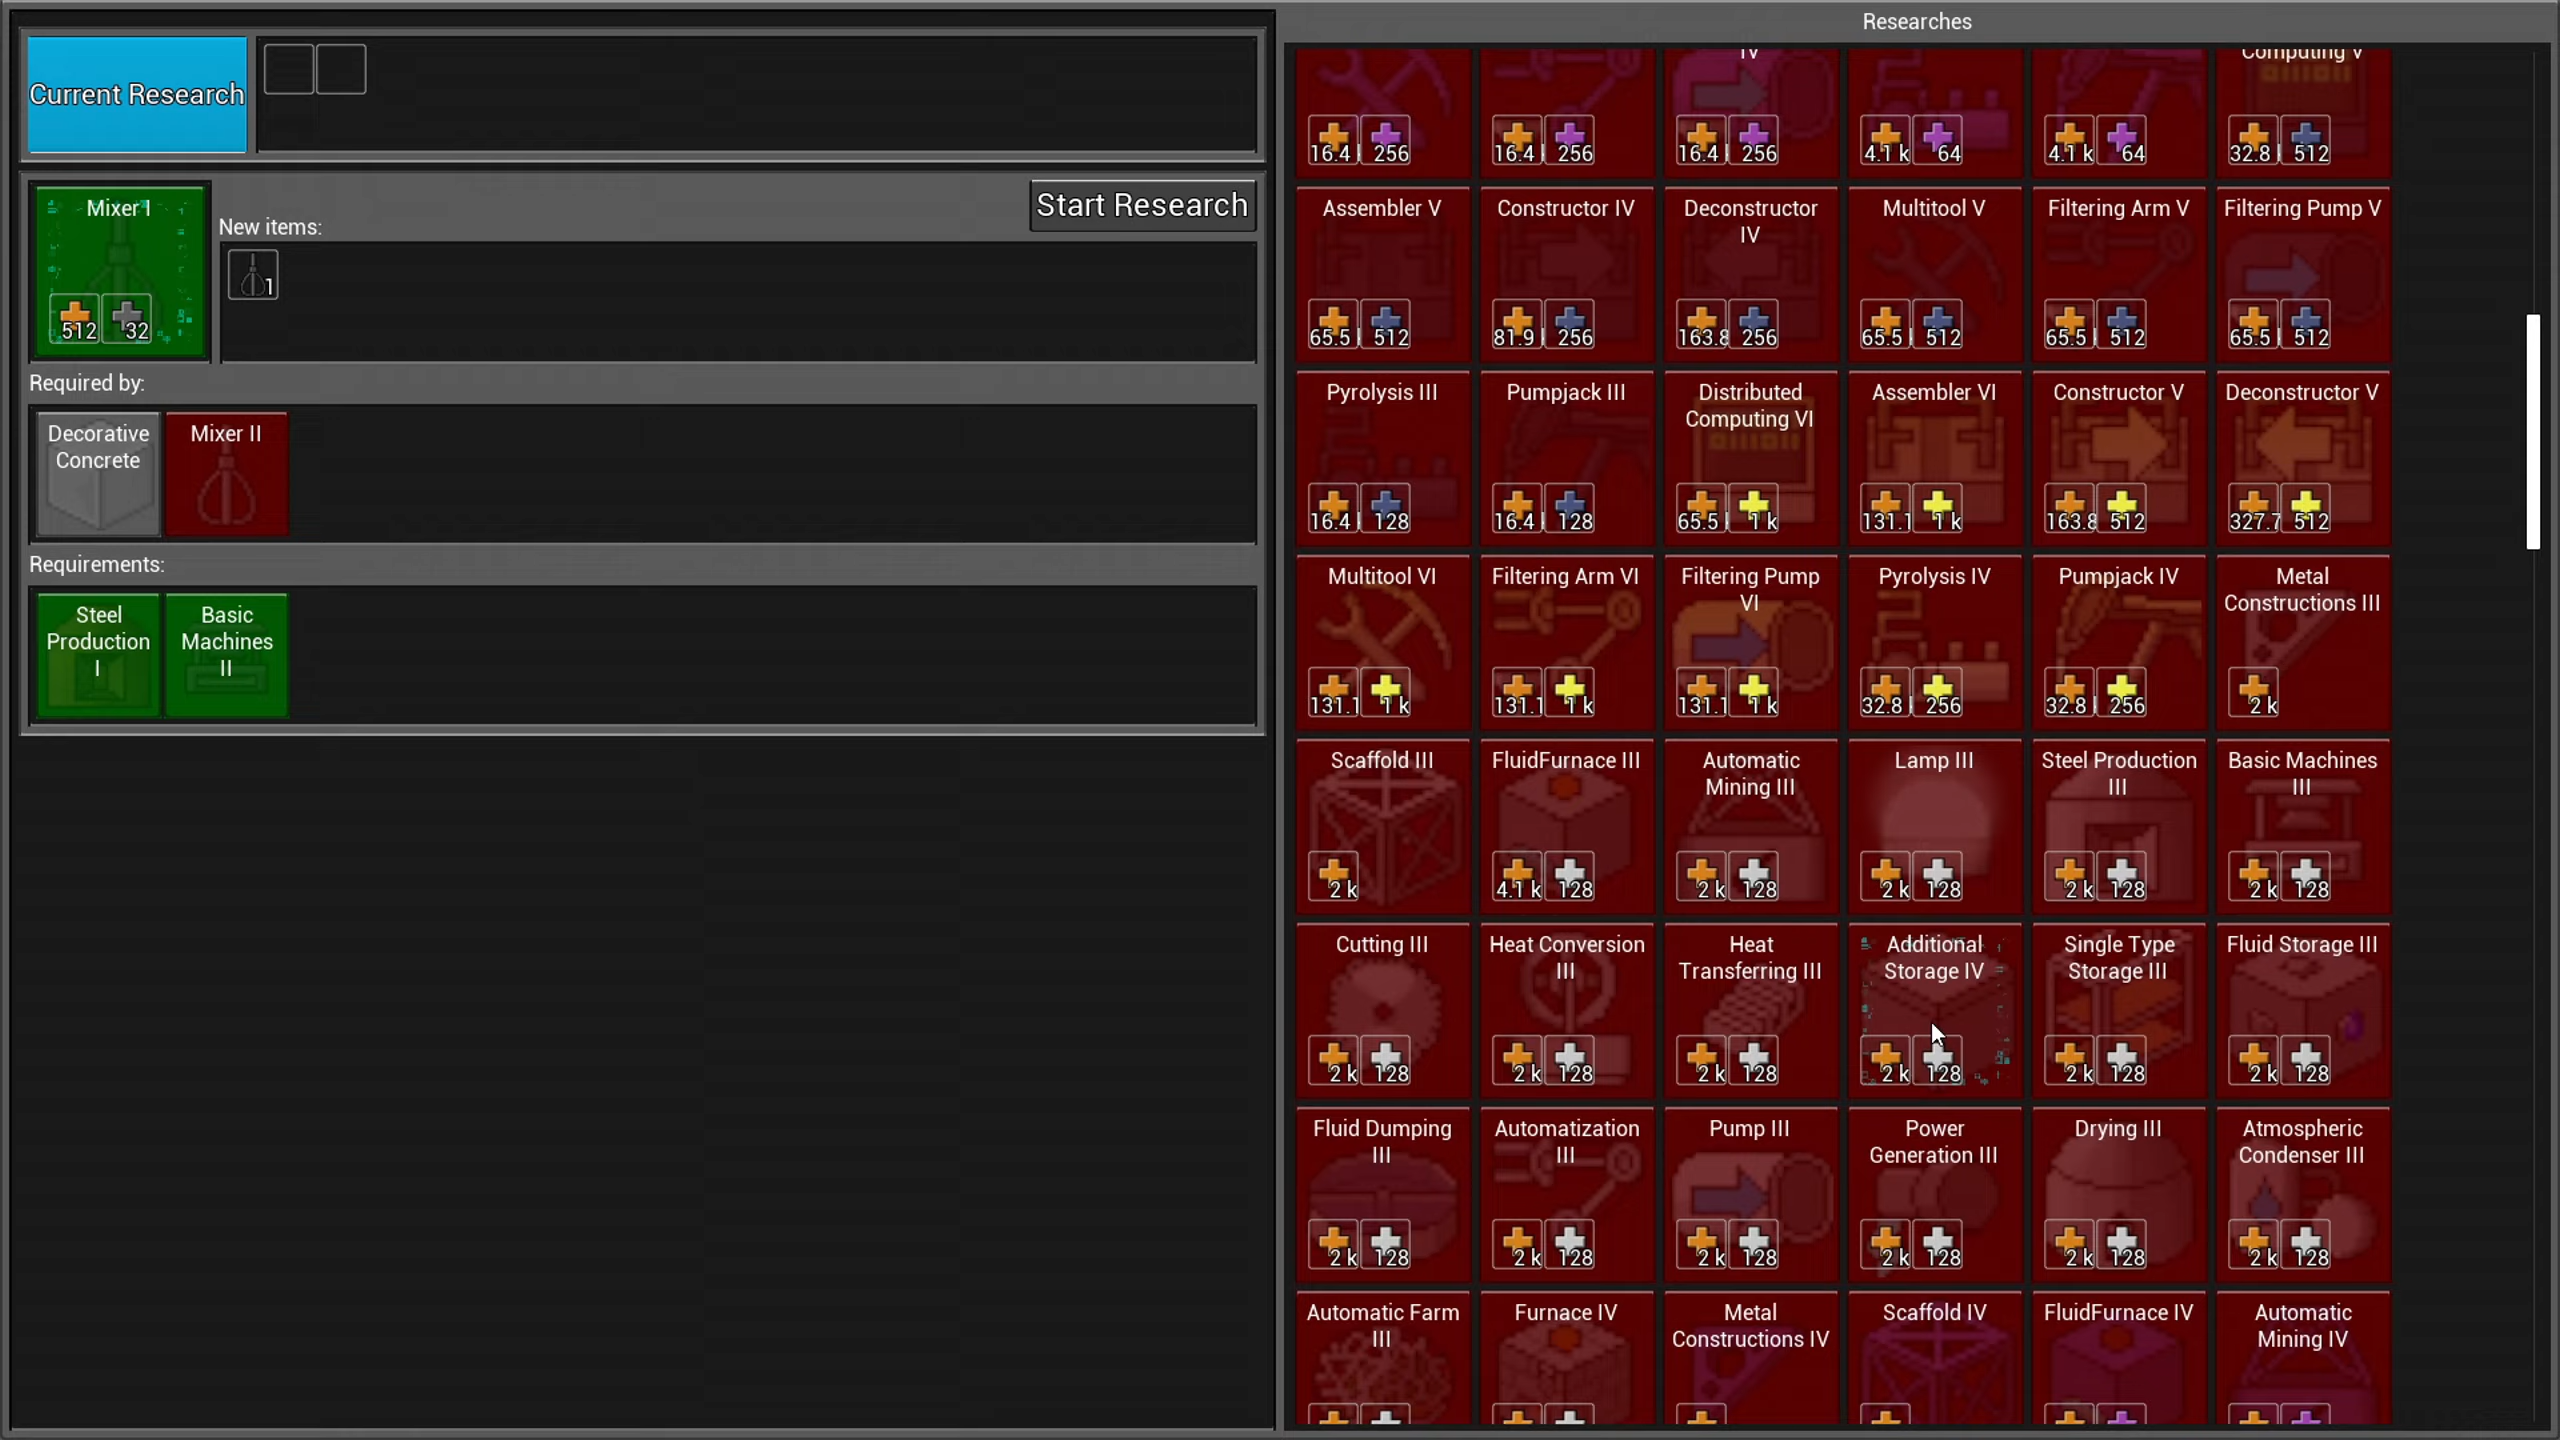 Researches
Current Research
Mixer I
512 32
New items:
Start Research
1
Required by:
Decorative
Concrete
Mixer II
Requirements:
Steel
Production
I
Basic
Machines
II
IV
Computing V
16.4 256
16.4 256
16.4 256
4.1 k 64
4.1 k 64
32.8 512
Assembler V
Constructor IV
Deconstructor
IV
Multitool V
Filtering Arm V
Filtering Pump V
65.5 512
81.9 256
163.8 256
65.5 512
65.5 512
65.5 512
Pyrolysis III
Pumpjack III
Distributed
Computing VI
Assembler VI
Constructor V
Deconstructor V
16.4 128
16.4 128
65.5 1 k
131.1 1 k
163.8 512
327.7 512
Multitool VI
Filtering Arm VI
Filtering Pump
VI
Pyrolysis IV
Pumpjack IV
Metal
Constructions III
131.1 1 k
131.1 1 k
131.1 1 k
32.8 256
32.8 256
2 k
Scaffold III
FluidFurnace III
Automatic
Mining III
Lamp III
Steel Production
III
Basic Machines
III
2 k
4.1 k 128
2 k 128
2 k 128
2 k 128
2 k 128
Cutting III
Heat Conversion
III
Heat
Transferring III
Additional
Storage IV
Single Type
Storage III
Fluid Storage III
2 k 128
2 k 128
2 k 128
2 k 128
2 k 128
2 k 128
Fluid Dumping
III
Automatization
III
Pump III
Power
Generation III
Drying III
Atmospheric
Condenser III
2 k 128
2 k 128
2 k 128
2 k 128
2 k 128
2 k 128
Automatic Farm
III
Furnace IV
Metal
Constructions IV
Scaffold IV
FluidFurnace IV
Automatic
Mining IV